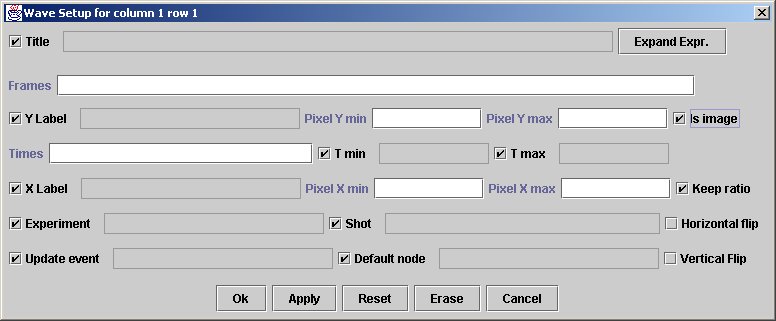 Wave Setup for column 1 row 1
Title Expand Expr.
Frames
Y Label Pixel Y min Pixel Y max Is image
Times T min T max
X Label Pixel X min Pixel X max Keep ratio
Experiment Shot Horizontal flip
Update event Default node Vertical Flip
Ok Apply Reset Erase Cancel